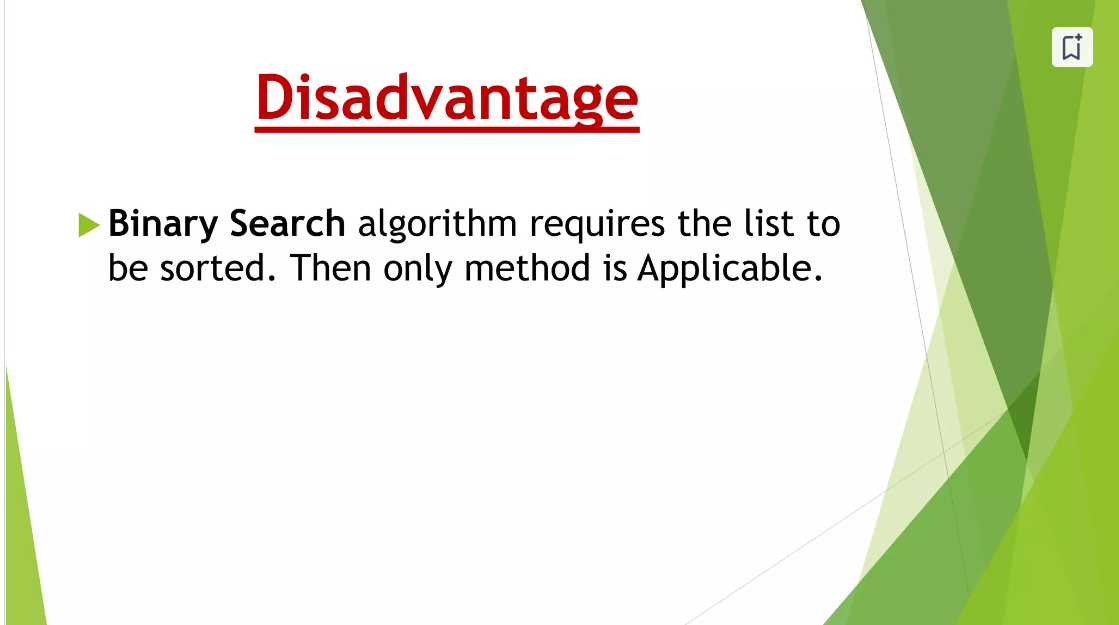 Disadvantage
Binary Search algorithm requires the list to
be sorted. Then only method is Applicable.